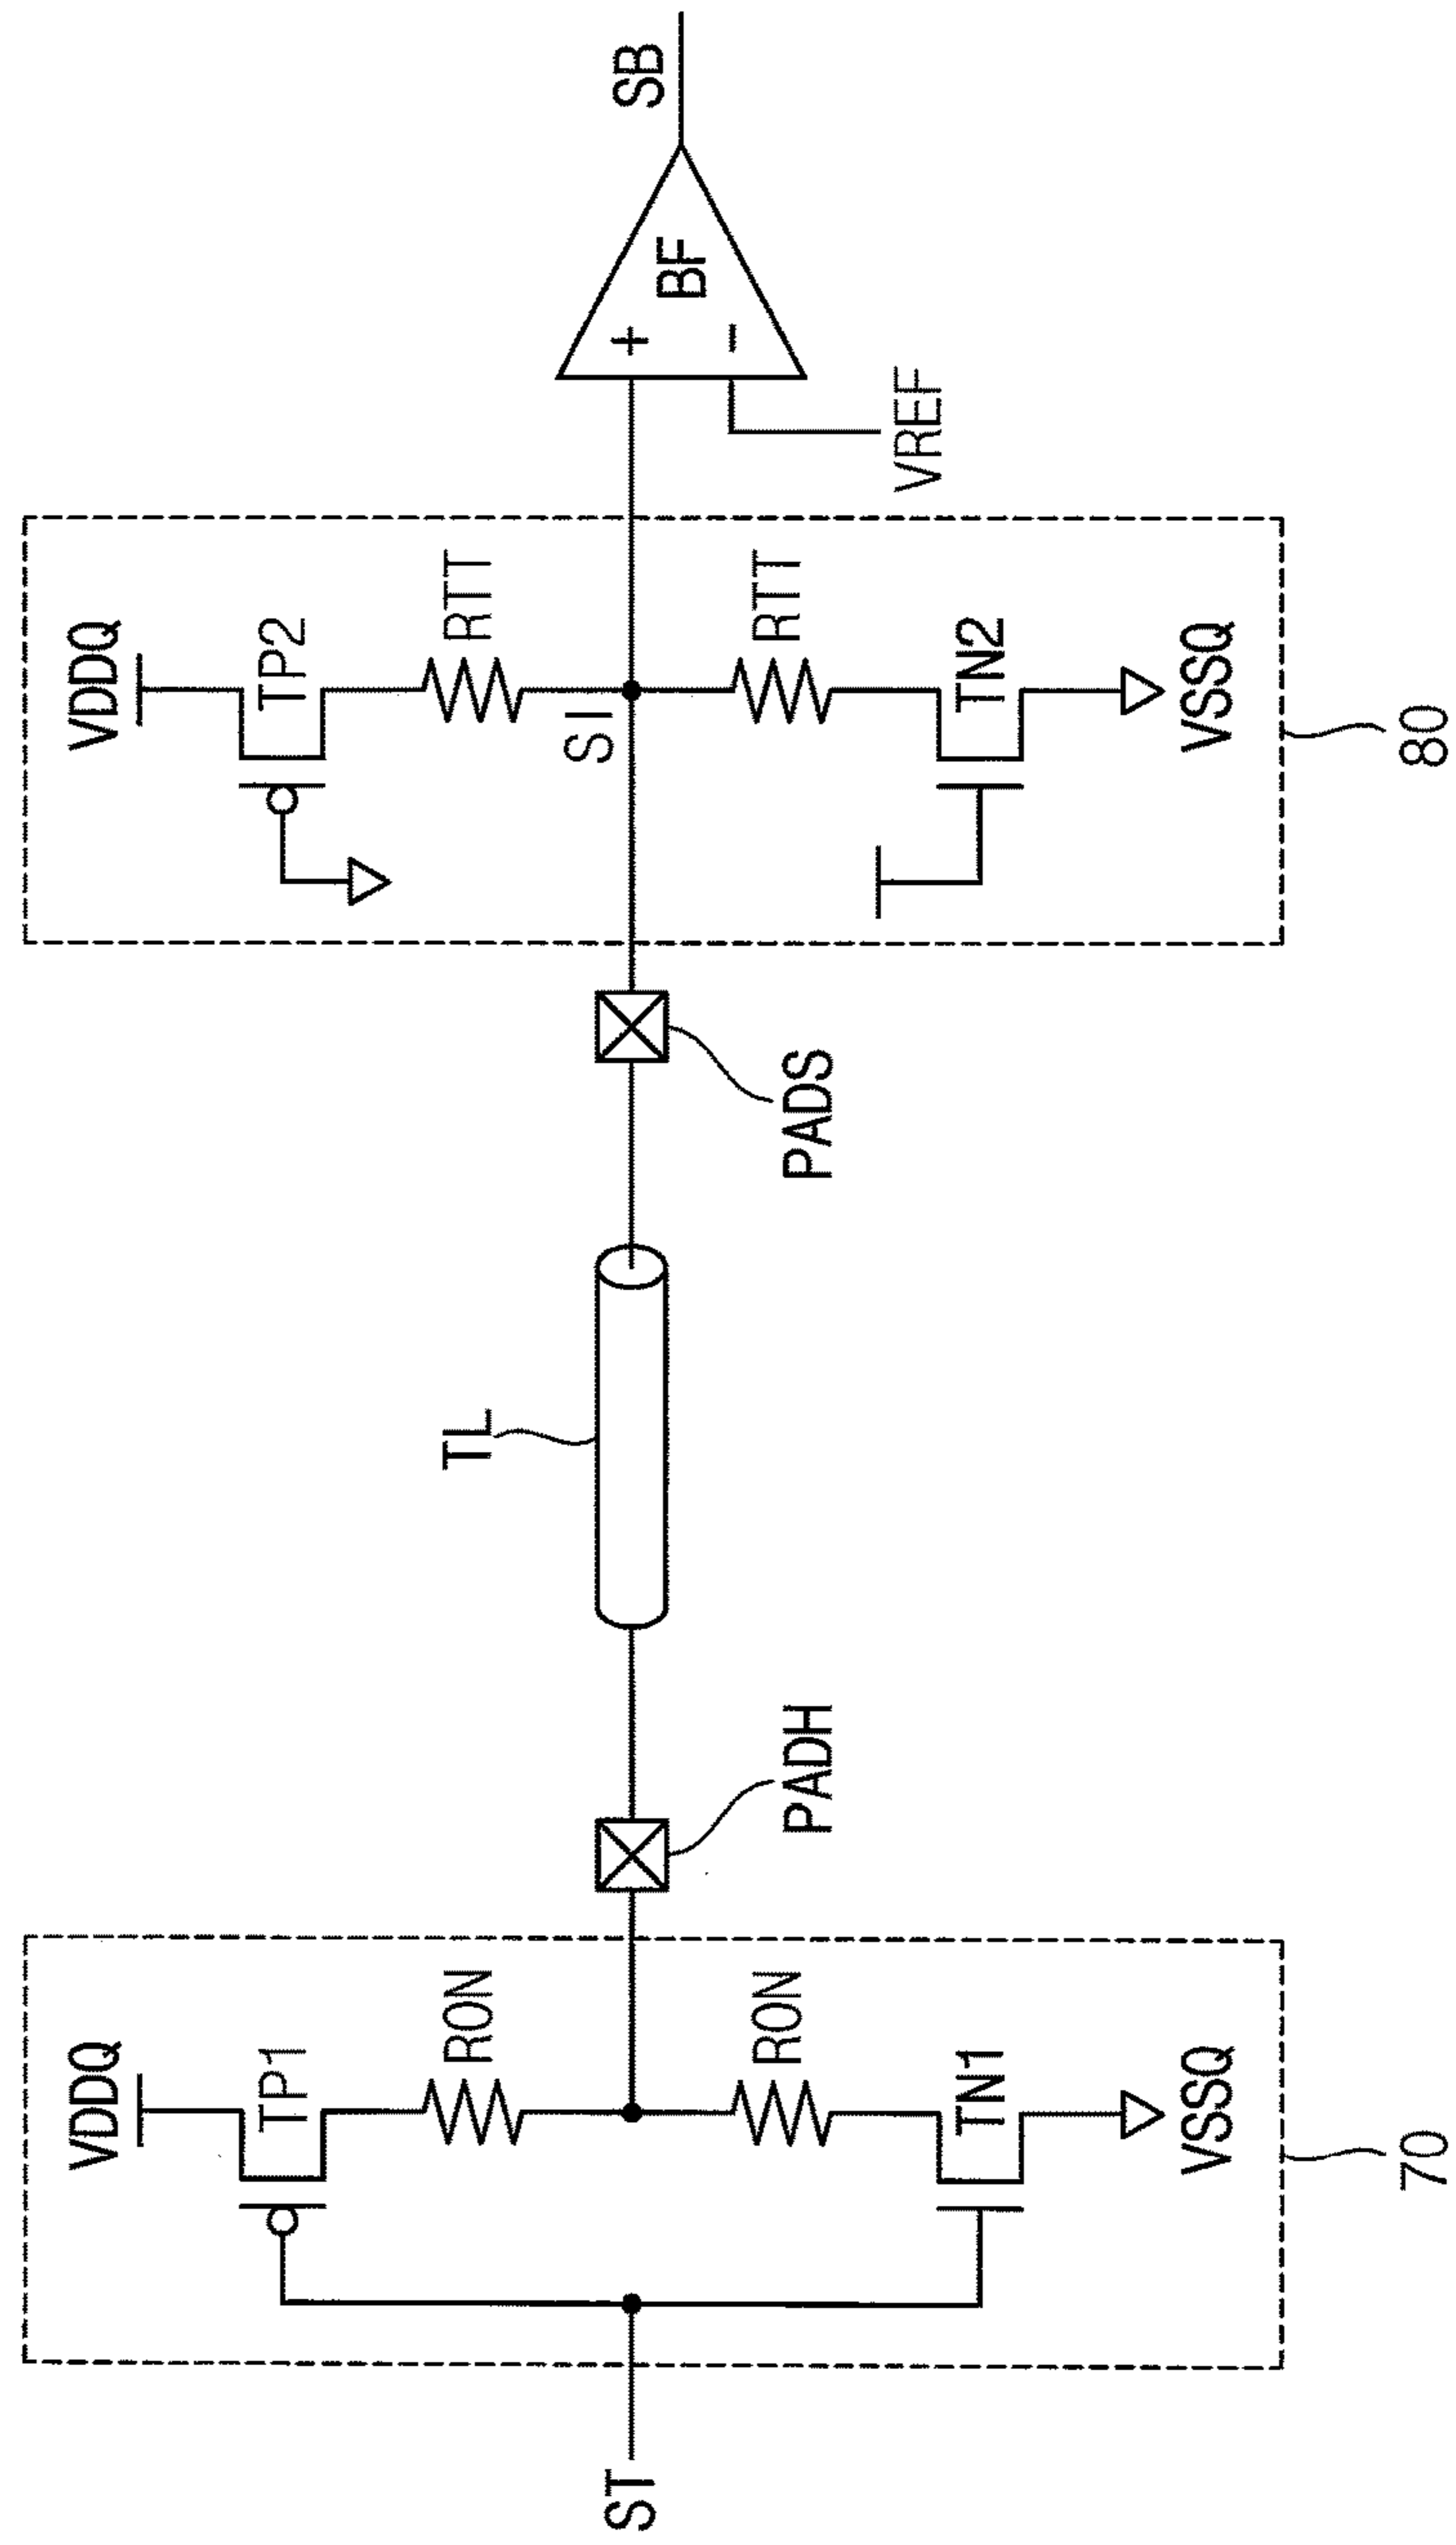 ST
VDDQ
TP1
RON
RON
TN1
VSSQ
70
PADH
TL
PADS
VDDQ
TP2
RTT
SI
RTT
TN2
VSSQ
80
VREF
+
−
BF
SB